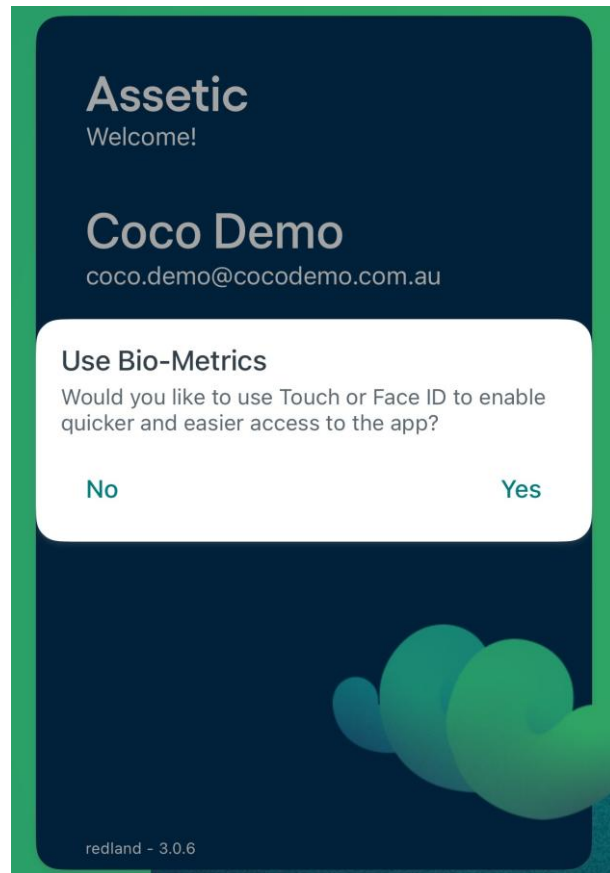 Assetic
Welcome!
Coco Demo
coco.demo@cocodemo.com.au
Use Bio-Metrics
Would you like to use Touch or Face ID to enable
quicker and easier access to the app?
No Yes
redland - 3.0.6